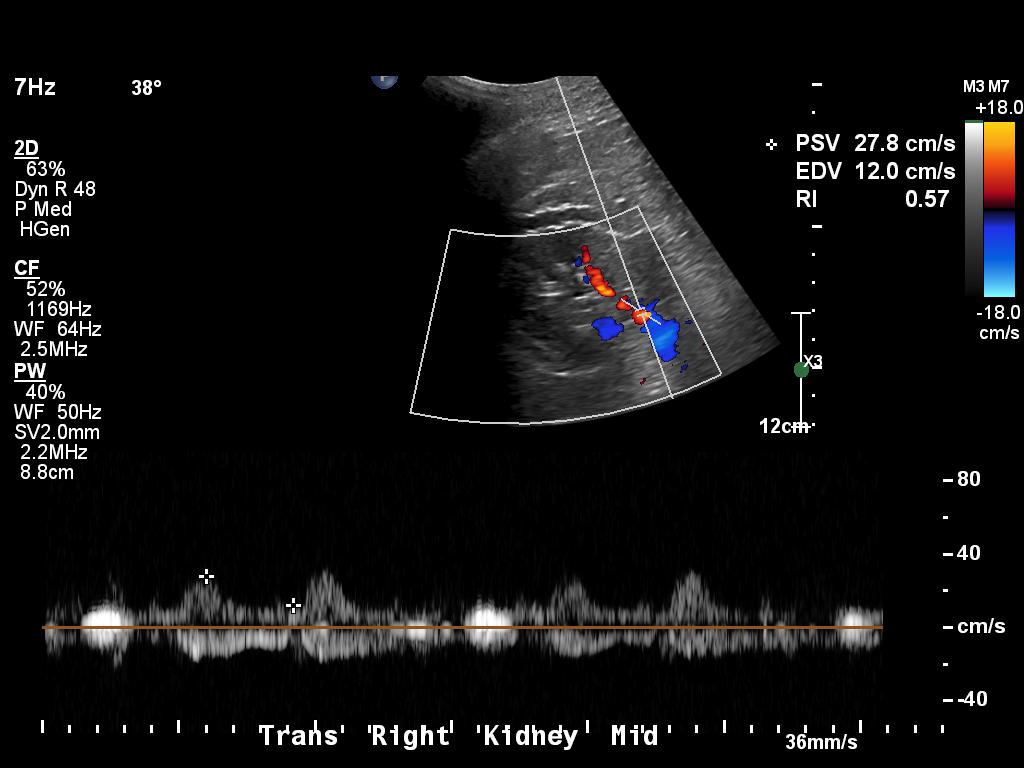 7Hz 38° M3 M7
+18.0
2D PSV 27.8 cm/s
63% EDV 12.0 cm/s
Dyn R 48 RI 0.57
P Med
HGen
CF
52%
1169Hz -18.0
WF 64Hz cm/s
2.5MHz
X3
PW
40%
WF 50Hz
SV2.0mm 12cm
2.2MHz
8.8cm
80
40
cm/s
-40
Trans Right Kidney Mid
36mm/s